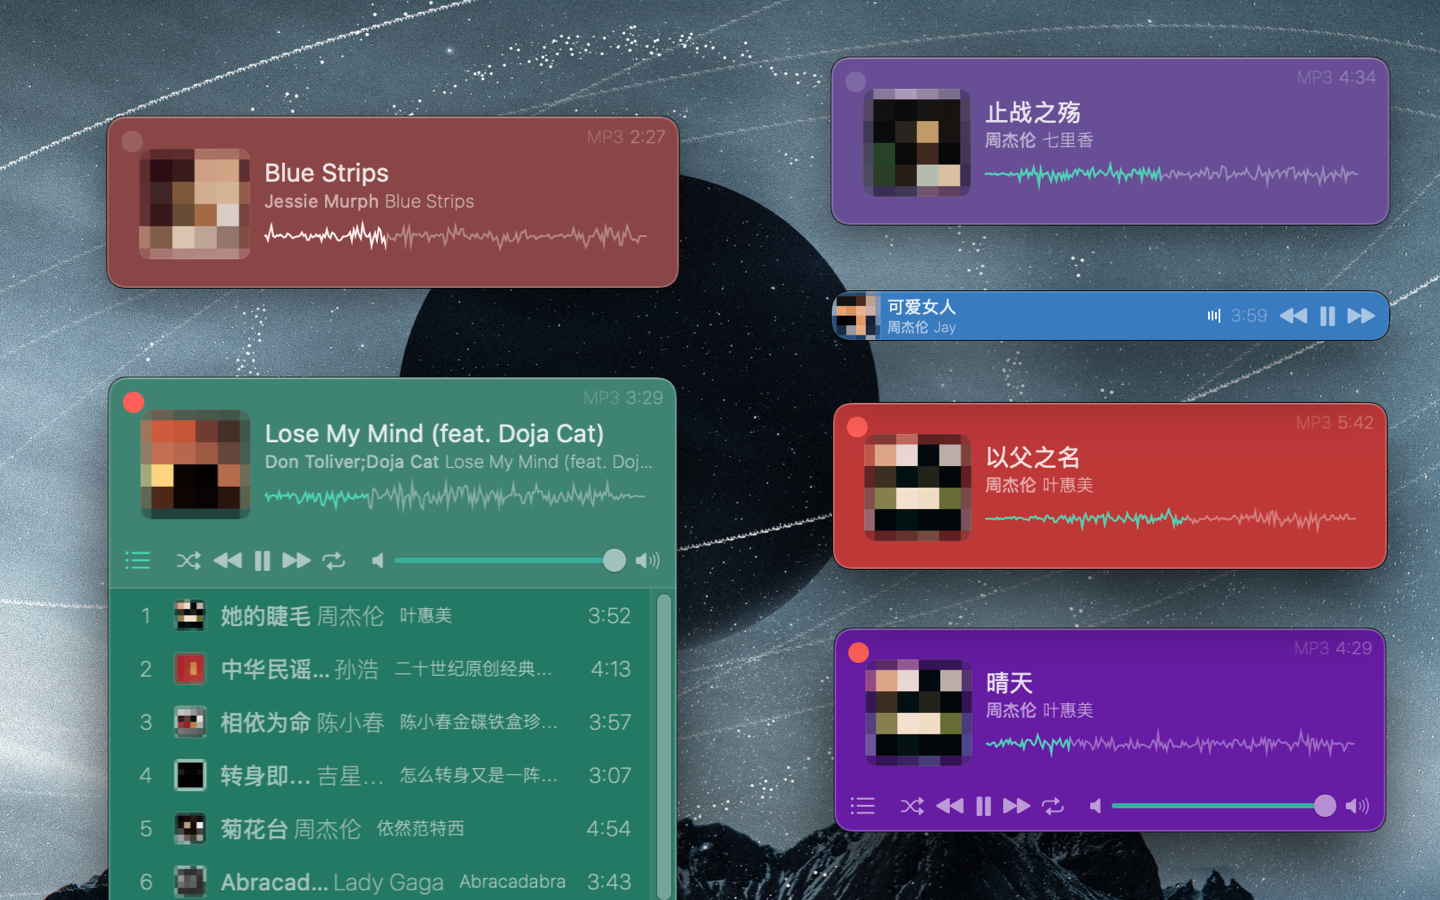 MP3 2:27
Blue Strips
Jessie Murph Blue Strips
MP3 3:29
Lose My Mind (feat. Doja Cat)
Don Toliver;Doja Cat Lose My Mind (feat. Doj...
1 她的睫毛 周杰伦 叶惠美 3:52
2 中华民谣... 孙浩 二十世纪原创经典... 4:13
3 相依为命 陈小春 陈小春金碟铁盒珍... 3:57
4 转身即... 吉星... 怎么转身又是一阵... 3:07
5 菊花台 周杰伦 依然范特西 4:54
6 Abracad... Lady Gaga Abracadabra 3:43
MP3 4:34
止战之殇
周杰伦 七里香
可爱女人
周杰伦 Jay
3:59
MP3 5:42
以父之名
周杰伦 叶惠美
MP3 4:29
晴天
周杰伦 叶惠美